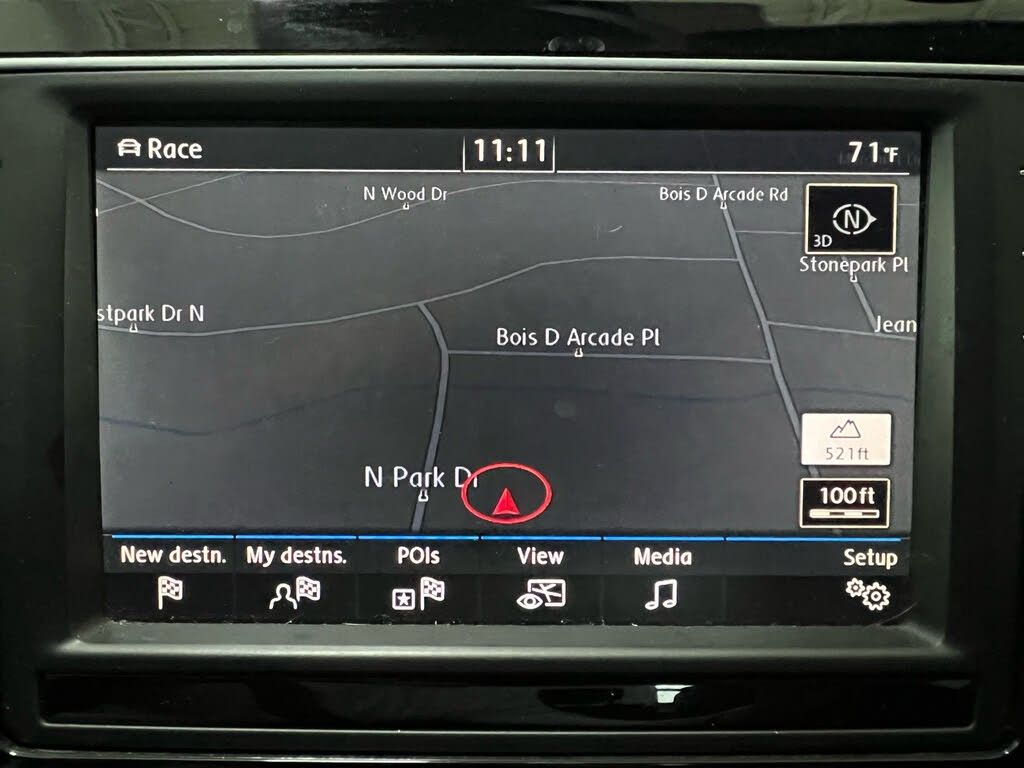 Race
11:11
71°F
N Wood Dr
Bois D Arcade Rd
N
3D
Stonepark Pl
stpark Dr N
Jean
Bois D Arcade Pl
521ft
N Park Dr
100ft
New destn.
My destns.
POIs
View
Media
Setup